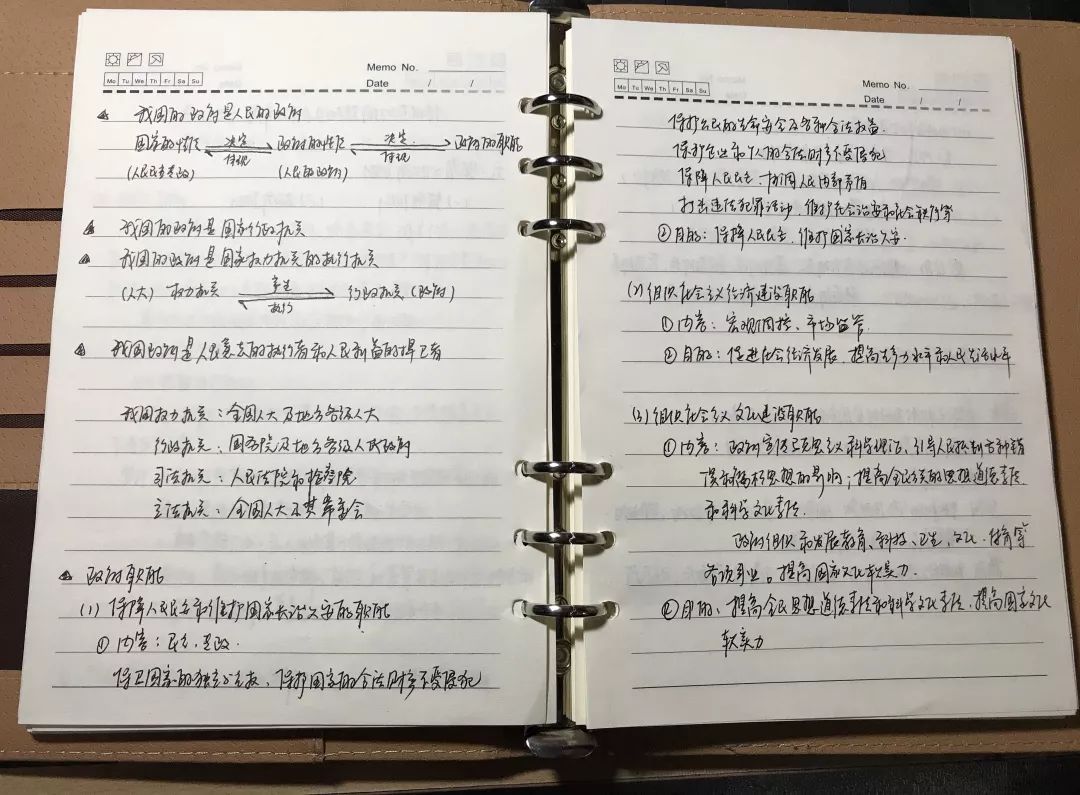 Memo No.
Mo Tu We Th Fr Sa Su
Date / /
我国的政府是人民的政府
国家的性质 决定 体现 政府的性质 决定 体现 政府的职能
(人民民主专政) (人民的政府)
我国的政府是国家行政机关
我国的政府是国家权力机关的执行机关
(人大) 权力机关 产生 执行 行政机关 (政府)
我国政府是人民意志的执行者和人民利益的捍卫者
我国权力机关：全国人大及地方各级人大
行政机关：国务院及地方各级人民政府
司法机关：人民法院和检察院
立法机关：全国人大及其常委会
政府职能
(1) 保障人民民主和维护国家长治久安的职能
①内容：民主,专政.
保卫国家的独立和主权，保护国家的合法财产不受侵犯
Memo No.
Mo Tu We Th Fr Sa Su
Date / /
保护公民的生命安全及各种合法权益.
保护企业和个人的合法财产不受侵犯
保障人民民主，协调人民内部矛盾
打击违法犯罪活动，维护社会治安和社会秩序等
②目的：保障人民民主，维护国家长治久安.
(2)组织社会主义经济建设职能
①内容：宏观调控、市场监管
②目的：促进社会经济发展，提高生产力水平和人民生活水平
(3)组织社会主义文化建设职能
①内容：政府宣传马克思主义科学理论，引导人民抵制各种错
误和腐朽思想的影响；提高全民族的思想道德素质
和科学文化素质.
政府组织和发展教育、科技、卫生、文化、体育等
各项事业。提高国家文化软实力.
②目的：提高全民思想道德素质和科学文化素质，提高国家文化
软实力